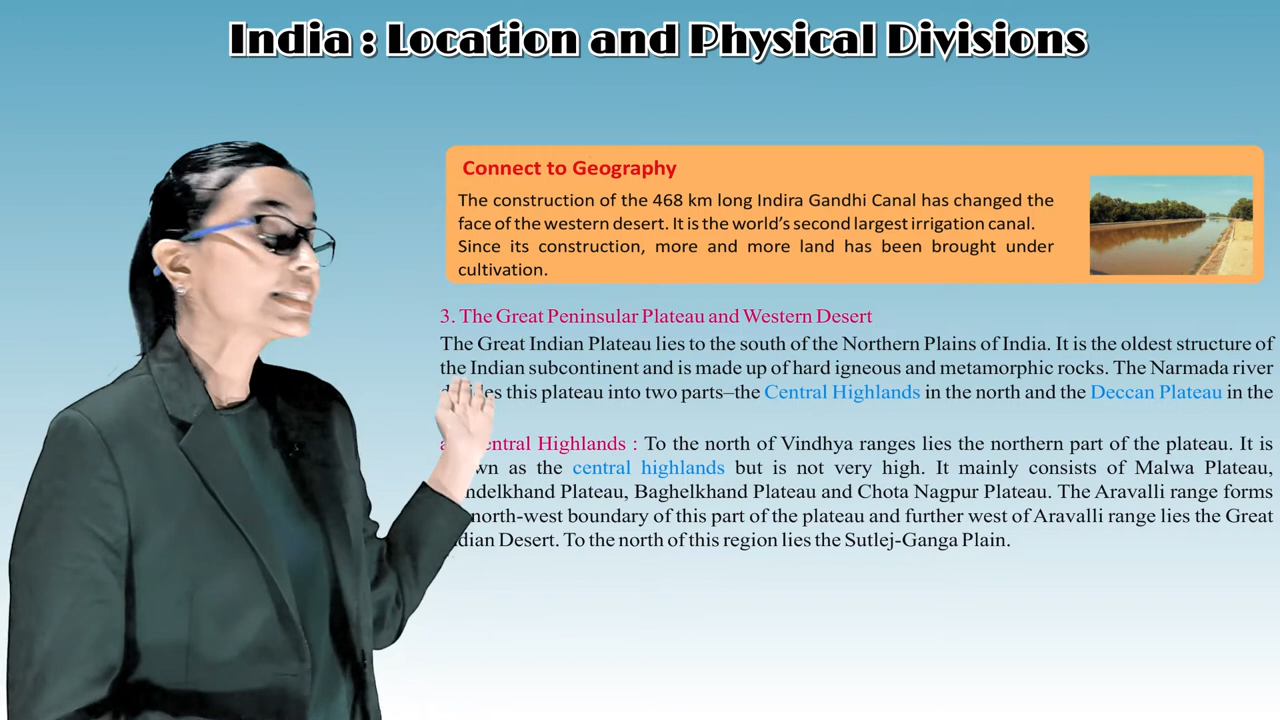 India : Location and Physical Divisions
Connect to Geography
The construction of the 468 km long Indira Gandhi Canal has changed the
face of the western desert. It is the world's second largest irrigation canal.
Since its construction, more and more land has been brought under
cultivation.
3. The Great Peninsular Plateau and Western Desert
The Great Indian Plateau lies to the south of the Northern Plains of India. It is the oldest structure of
the Indian subcontinent and is made up of hard igneous and metamorphic rocks. The Narmada river
this plateau into two parts–the Central Highlands in the north and the Deccan Plateau in the
Central Highlands : To the north of Vindhya ranges lies the northern part of the plateau. It is
as the central highlands but is not very high. It mainly consists of Malwa Plateau,
Plateau, Baghelkhand Plateau and Chota Nagpur Plateau. The Aravalli range forms
north-west boundary of this part of the plateau and further west of Aravalli range lies the Great
Desert. To the north of this region lies the Sutlej-Ganga Plain.